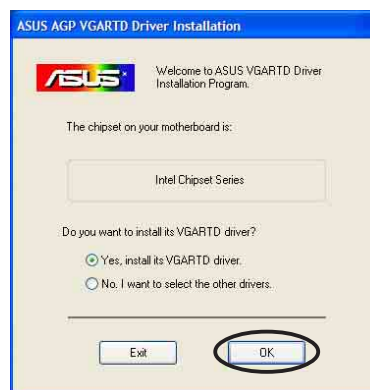 ASUS AGP VGARTD Driver Installation
ASUS
Welcome to ASUS VGARTD Driver
Installation Program.
The chipset on your motherboard is:
Intel Chipset Series
Do you want to install its VGARTD driver?
Yes, install its VGARTD driver.
No. I want to select the other drivers.
Exit
OK